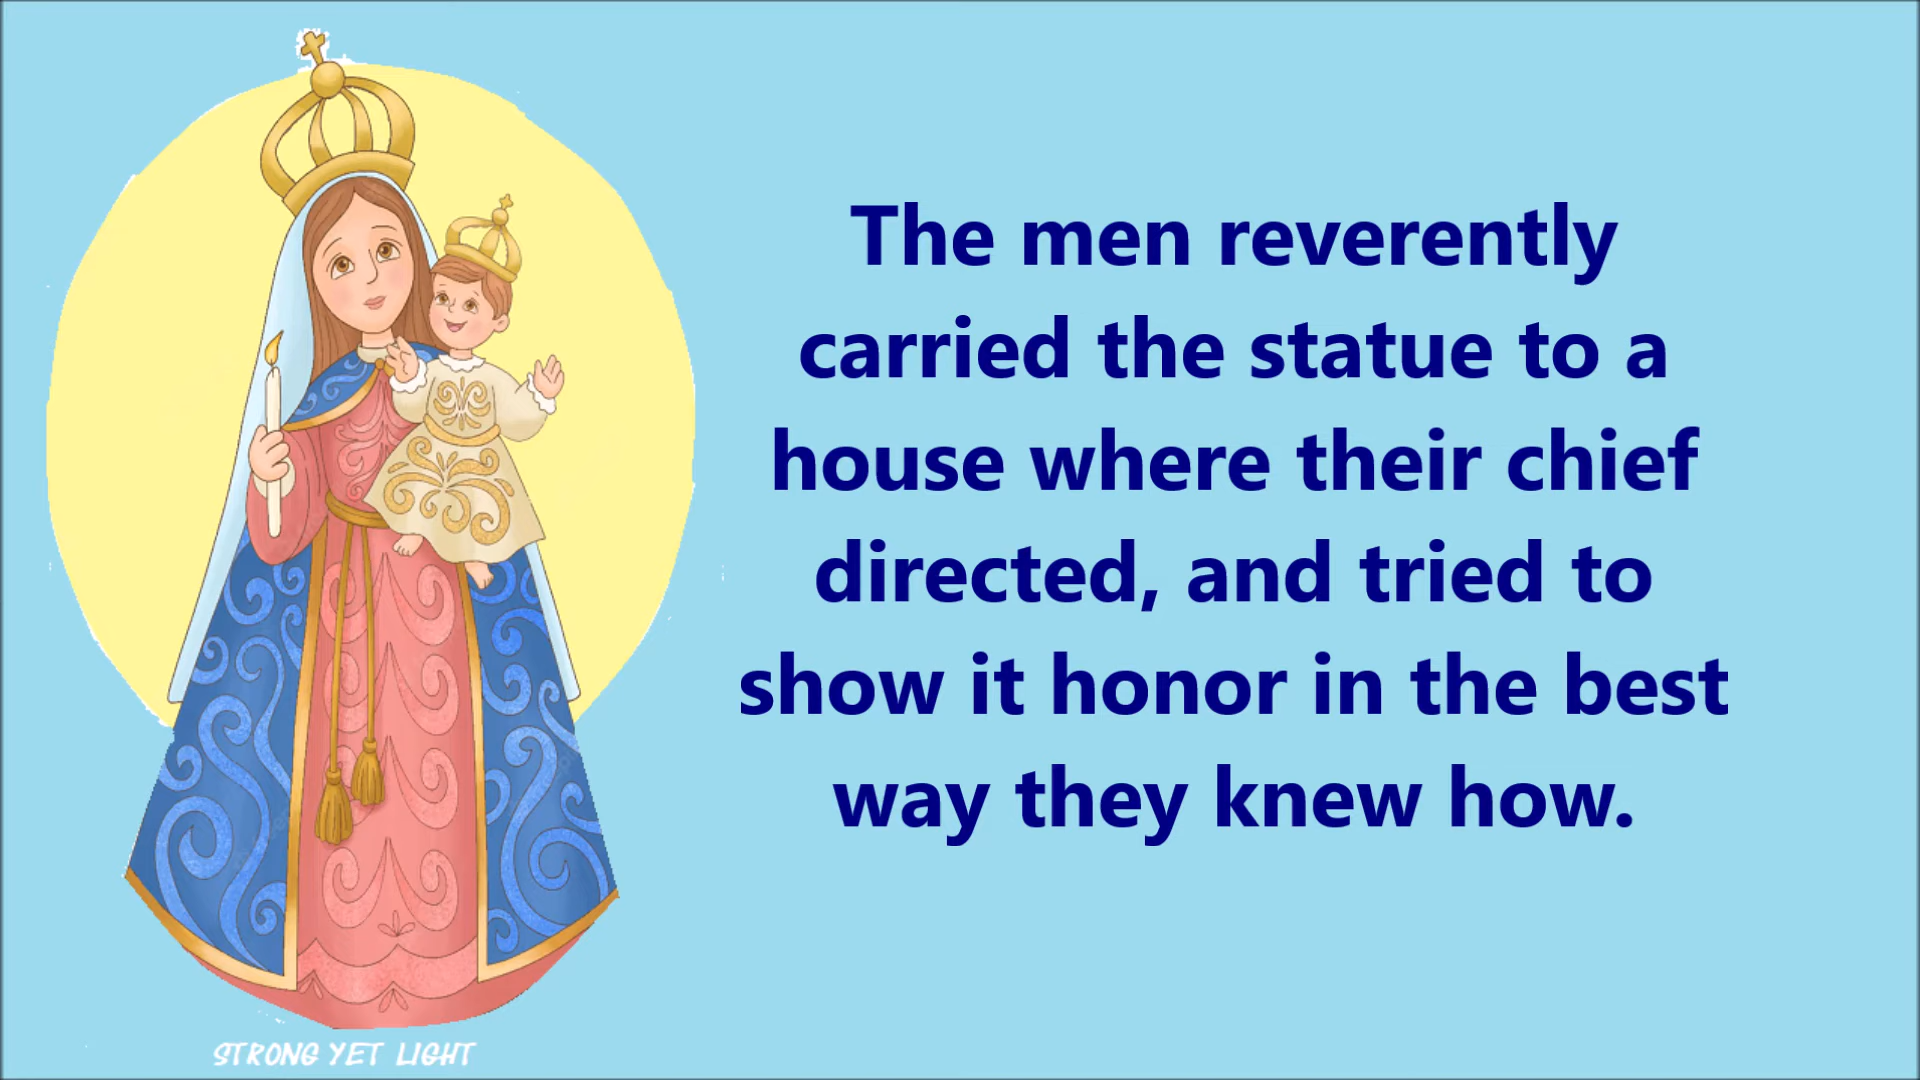 The men reverently
carried the statue to a
house where their chief
directed, and tried to
show it honor in the best
way they knew how.
STRONG YET LIGHT